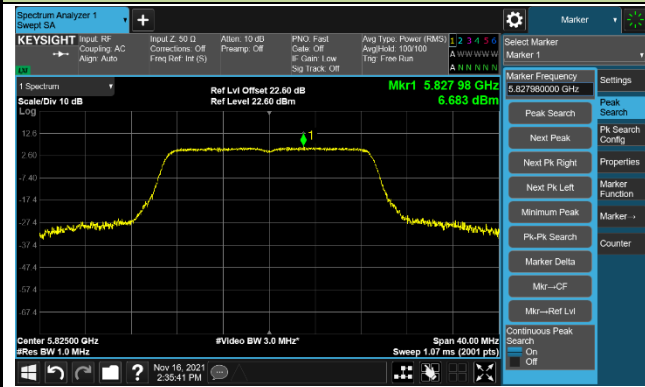 Spectrum Analyzer 1
Swept SA
+
Marker
KEYSIGHT Input: RF Input Z: 50 Ω Atten: 10 dB PNO: Fast Avg Type: Power (RMS) 1 2 3 4 5 6
Coupling: AC Corrections: Off Preamp: Off Gate: Off Avg|Hold: 100/100 A W W W W W
Align: Auto Freq Ref: Int (S) IF Gain: Low Trig: Free Run A N N N N N
Sig Track: Off
LXI
Select Marker
Marker 1
1 Spectrum
Ref Lvl Offset 22.60 dB Mkr1 5.827 98 GHz
Scale/Div 10 dB Ref Level 22.60 dBm 6.683 dBm
Log
12.6
2.60
-7.40
-17.4
-27.4
-37.4
-47.4
-57.4
-67.4
1
Center 5.82500 GHz #Video BW 3.0 MHz* Span 40.00 MHz
#Res BW 1.0 MHz Sweep 1.07 ms (2001 pts)
Marker Frequency
5.827980000 GHz
Peak Search
Next Peak
Next Pk Right
Next Pk Left
Minimum Peak
Pk-Pk Search
Marker Delta
Mkr→CF
Mkr→Ref Lvl
Continuous Peak
Search
On
Off
Settings
Peak
Search
Pk Search
Config
Properties
Marker
Function
Marker→
Counter
?
Nov 16, 2021
2:35:41 PM